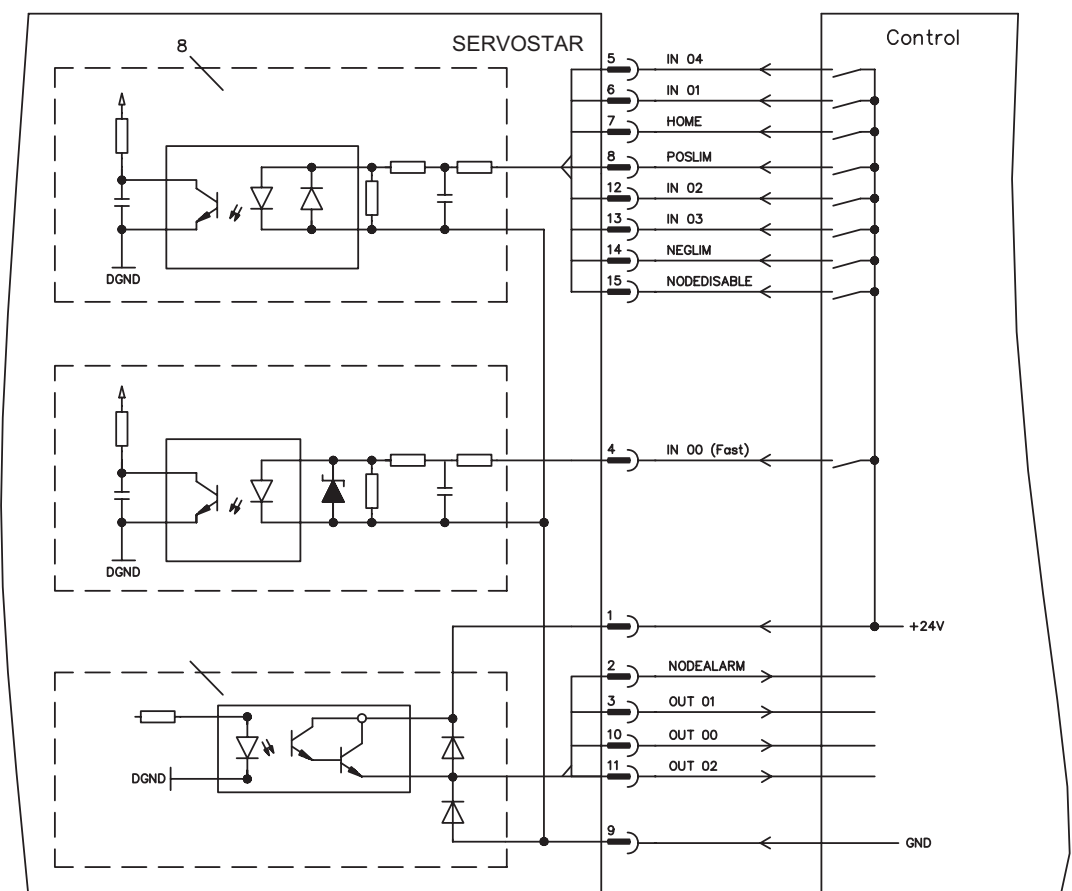 SERVOSTAR
Control
8
5 IN 04
6 IN 01
7 HOME
8 POSLIM
12 IN 02
13 IN 03
14 NEGLIM
15 NODEDISABLE
DGND
4 IN 00 (Fast)
DGND
1 +24V
2 NODEALARM
3 OUT 01
10 OUT 00
11 OUT 02
DGND
9 GND